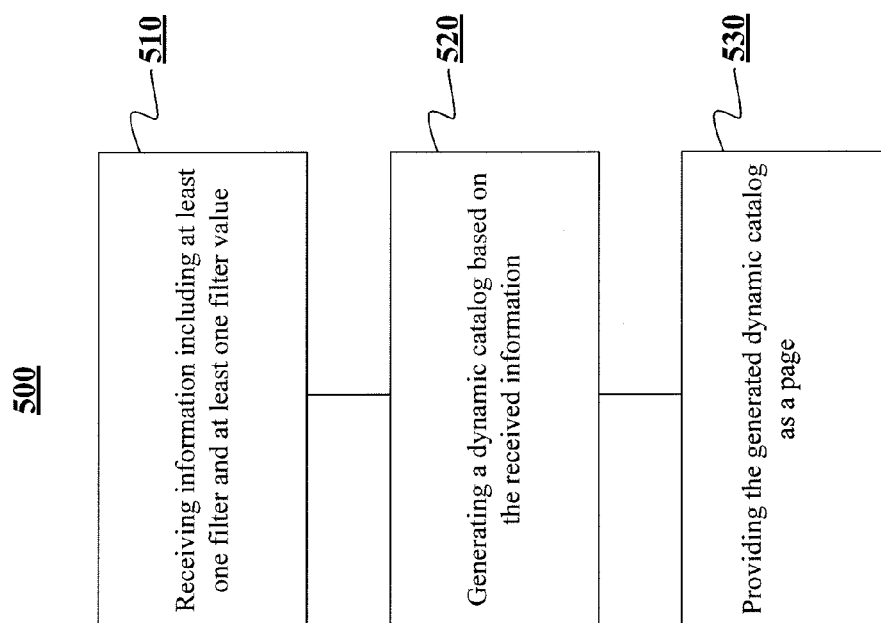 500
510
Receiving information including at least
one filter and at least one filter value
520
Generating a dynamic catalog based on
the received information
530
Providing the generated dynamic catalog
as a page